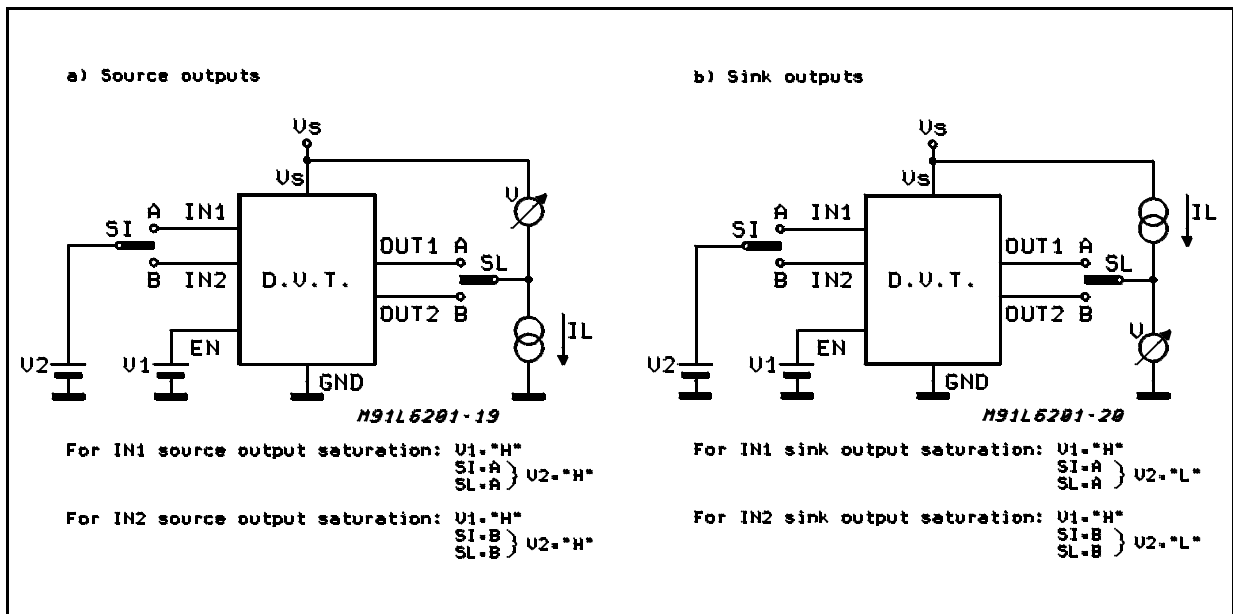 a) Source outputs
Vs
Vs
V
A
IN1
SI
OUT1
A
SL
B
IN2
D.V.T.
OUT2
B
IL
EN
V2
V1
GND
M91L6201-19
For IN1 source output saturation: V1="H"
SI=A
SL=A
} V2="H"
For IN2 source output saturation: V1="H"
SI=B
SL=B
} V2="H"
b) Sink outputs
Vs
Vs
IL
A
IN1
SI
OUT1
A
SL
B
IN2
D.V.T.
OUT2
B
V
EN
V2
V1
GND
M91L6201-20
For IN1 sink output saturation: V1="H"
SI=A
SL=A
} V2="L"
For IN2 sink output saturation: V1="H"
SI=B
SL=B
} V2="L"